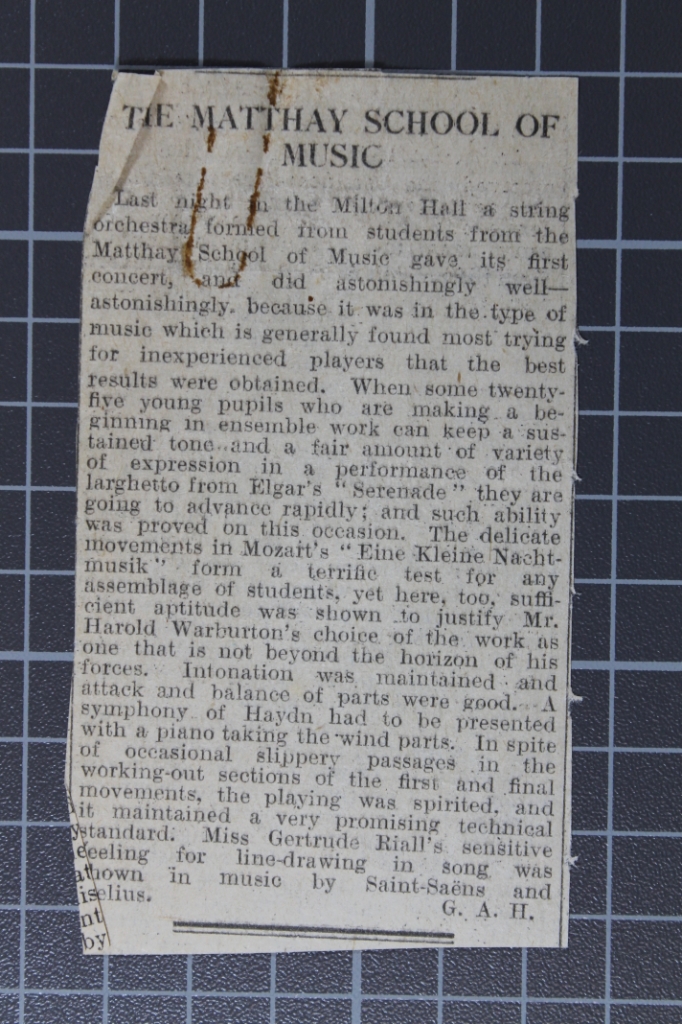 THE MATTHAY SCHOOL OF
MUSIC
Last night in the Milton Hall a string
orchestra formed from students from the
Matthay School of Music gave its first
concert, and did astonishingly well—
astonishingly, because it was in the type of
music which is generally found most trying
for inexperienced players that the best
results were obtained. When some twenty-
five young pupils who are making a be-
ginning in ensemble work can keep a sus-
tained tone and a fair amount of variety
of expression in a performance of the
larghetto from Elgar's "Serenade" they are
going to advance rapidly; and such ability
was proved on this occasion. The delicate
movements in Mozart's "Eine Kleine Nacht-
musik" form a terrific test for any
assemblage of students, yet here, too, suffi-
cient aptitude was shown to justify Mr.
Harold Warburton's choice of the work as
one that is not beyond the horizon of his
forces. Intonation was maintained and
attack and balance of parts were good. A
symphony of Haydn had to be presented
with a piano taking the wind parts. In spite
of occasional slippery passages in the
working-out sections of the first and final
movements, the playing was spirited, and
it maintained a very promising technical
standard. Miss Gertrude Riall's sensitive
eeling for line-drawing in song was
hown in music by Saint-Saëns and
elius.
G. A. H.
nt
by